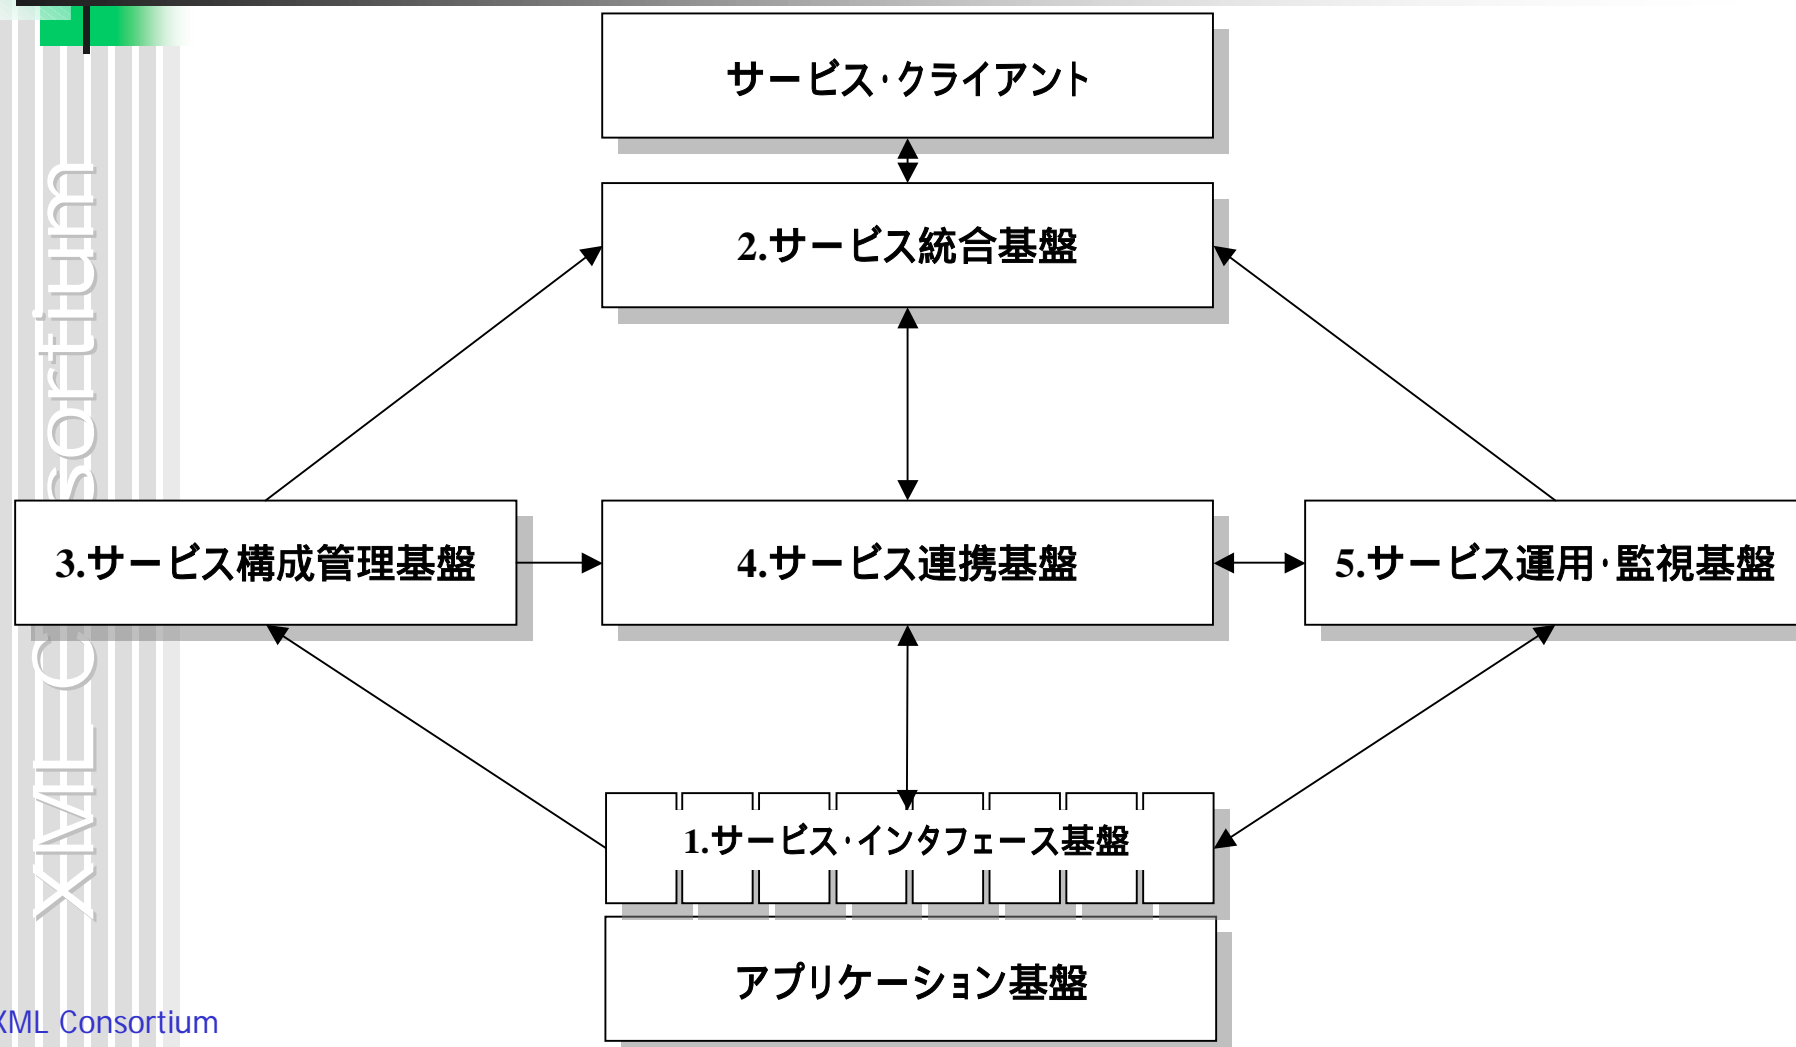 サービス・クライアント
2.サービス統合基盤
3.サービス構成管理基盤
4.サービス連携基盤
5.サービス運用・監視基盤
1.サービス・インタフェース基盤
アプリケーション基盤
XML Consortium